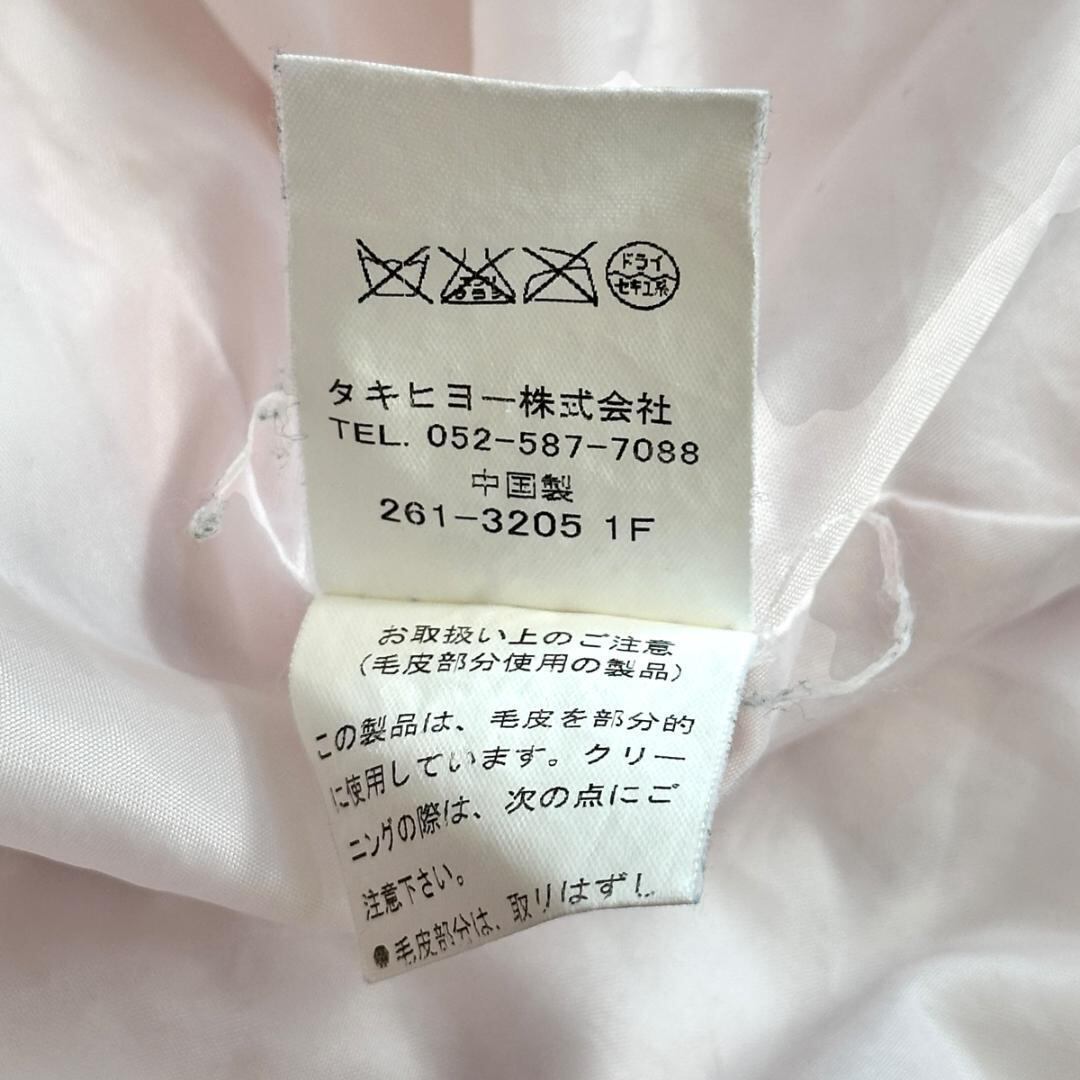 ドライ
セキユ系
タキヒヨー株式会社
TEL. 052-587-7088
中国製
261-3205 1F
お取扱い上のご注意
(毛皮部分使用の製品)
この製品は、毛皮を部分的
に使用しています。クリー
ニングの際は、次の点にご
注意下さい。
●毛皮部分は、取りはずし